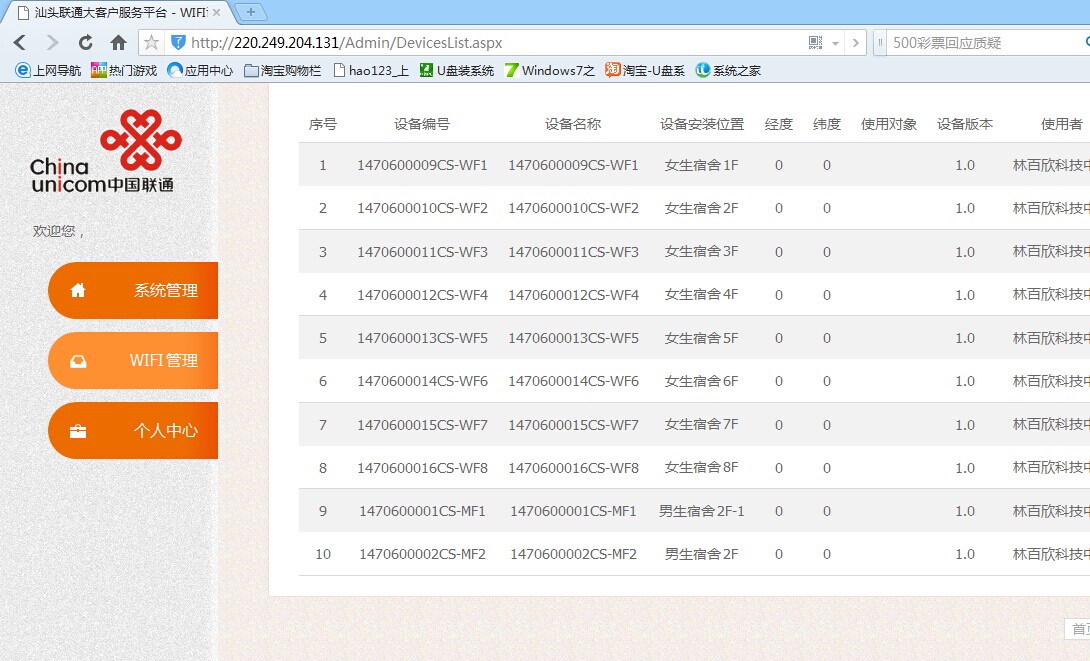 汕头联通大客户服务平台 - WIFI
http://220.249.204.131/Admin/DevicesList.aspx
500彩票回应质疑
上网导航 热门游戏 应用中心 淘宝购物栏 hao123_上 U盘装系统 Windows7之 淘宝-U盘系 系统之家
China
unicom中国联通
欢迎您，
系统管理
WIFI管理
个人中心
序号 设备编号 设备名称 设备安装位置 经度 纬度 使用对象 设备版本 使用者
1 1470600009CS-WF1 1470600009CS-WF1 女生宿舍1F 0 0 1.0 林百欣科技中
2 1470600010CS-WF2 1470600010CS-WF2 女生宿舍2F 0 0 1.0 林百欣科技中
3 1470600011CS-WF3 1470600011CS-WF3 女生宿舍3F 0 0 1.0 林百欣科技中
4 1470600012CS-WF4 1470600012CS-WF4 女生宿舍4F 0 0 1.0 林百欣科技中
5 1470600013CS-WF5 1470600013CS-WF5 女生宿舍5F 0 0 1.0 林百欣科技中
6 1470600014CS-WF6 1470600014CS-WF6 女生宿舍6F 0 0 1.0 林百欣科技中
7 1470600015CS-WF7 1470600015CS-WF7 女生宿舍7F 0 0 1.0 林百欣科技中
8 1470600016CS-WF8 1470600016CS-WF8 女生宿舍8F 0 0 1.0 林百欣科技中
9 1470600001CS-MF1 1470600001CS-MF1 男生宿舍2F-1 0 0 1.0 林百欣科技中
10 1470600002CS-MF2 1470600002CS-MF2 男生宿舍2F 0 0 1.0 林百欣科技中
首页